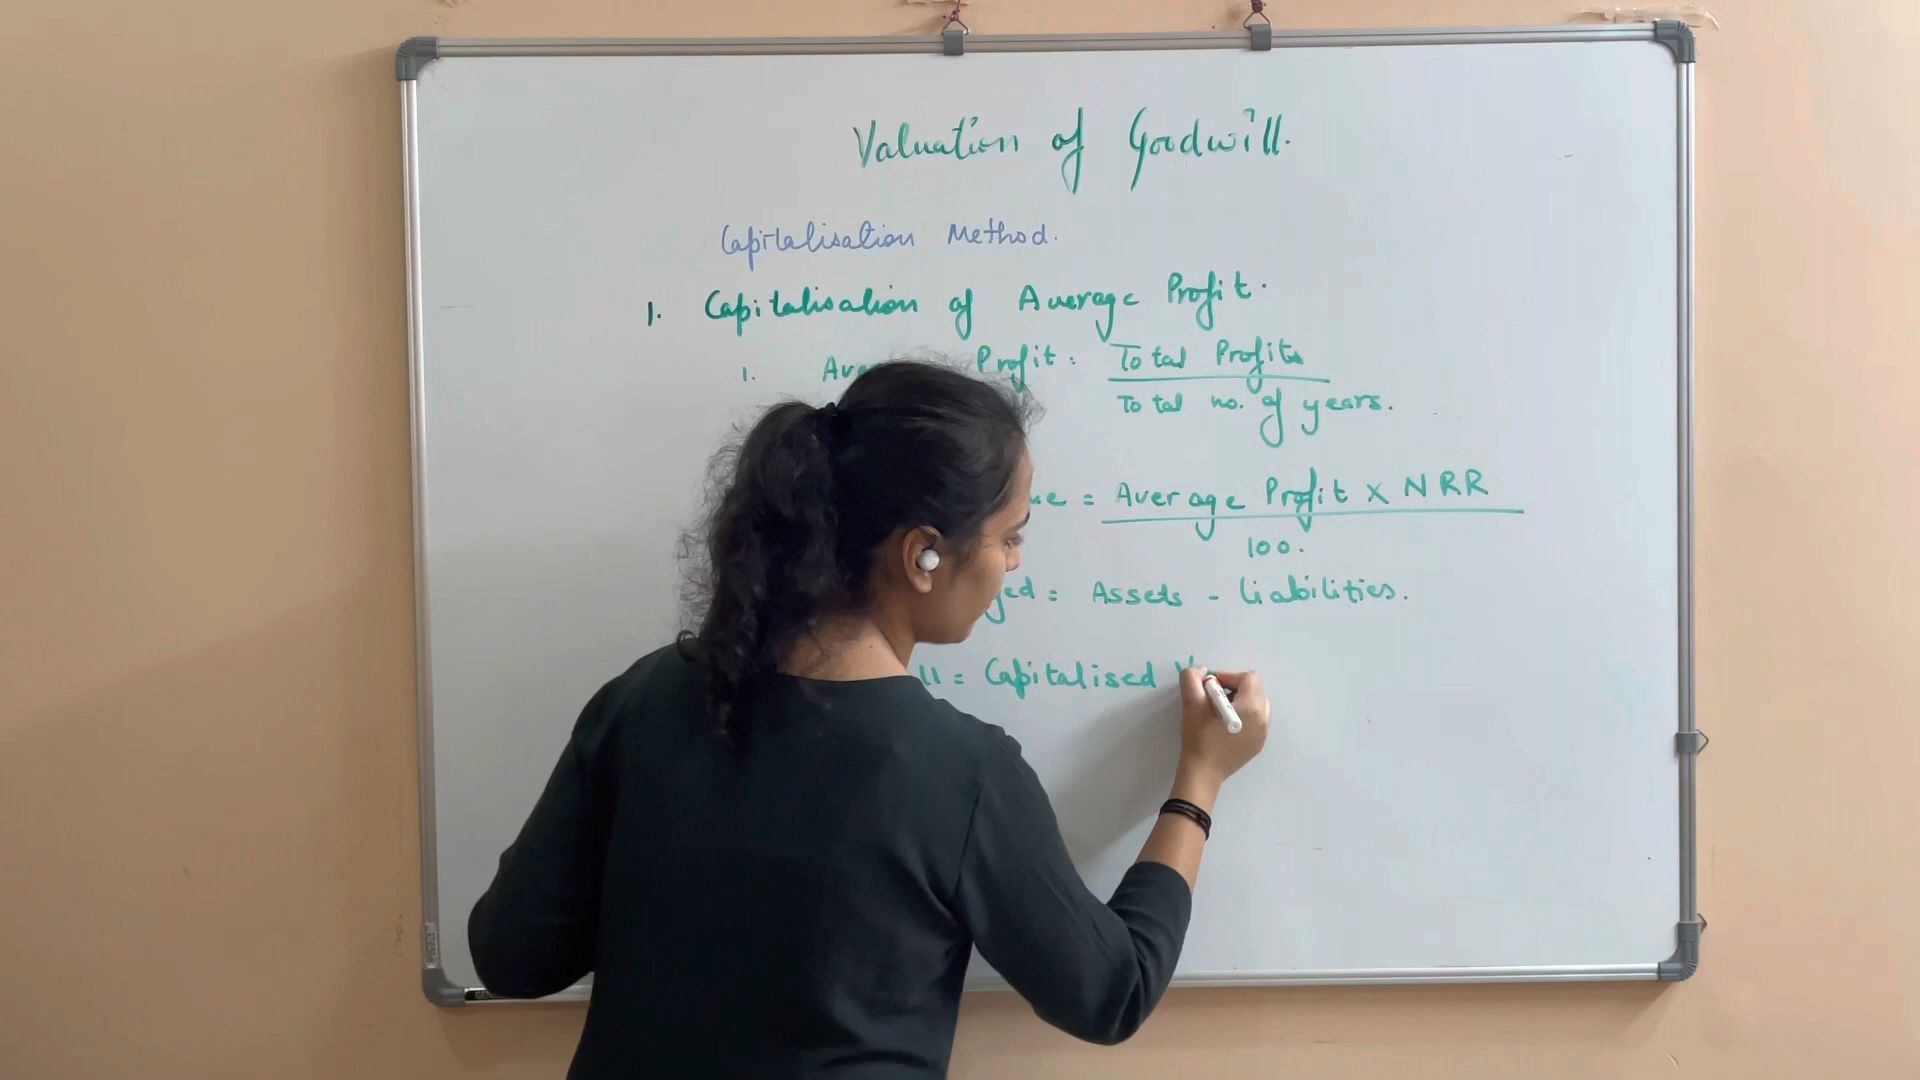 Valuation of Goodwill.
Capitalisation Method.
1. Capitalisation of Average Profit.
1. Profit: Total Profits
Total no. of years.
= Average Profit X NRR
100.
= Assets - Liabilities.
= Capitalised